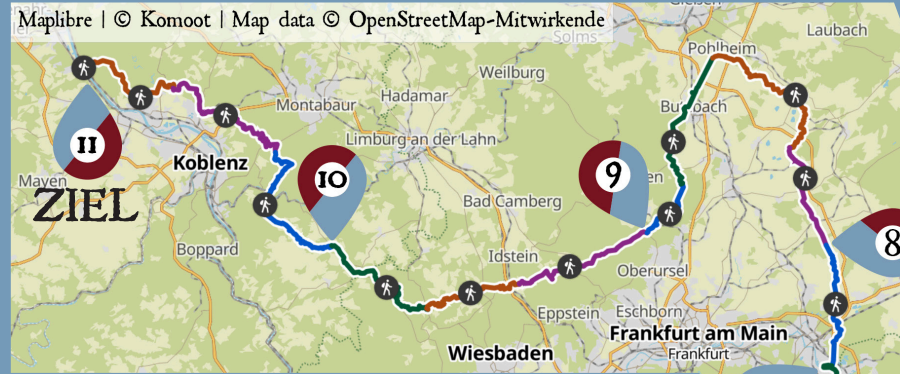 Maplibre | © Komoot | Map data © OpenStreetMap-Mitwirkende
Solms
Laubach
Pohlheim
Weilburg
Hadamar
Montabaur
Limburg an der Lahn
11
Koblenz
10
9
Mayen
ZIEL
Bad Camberg
8
Boppard
Idstein
Oberursel
Eppstein
Eschborn
Frankfurt am Main
Wiesbaden
Frankfurt